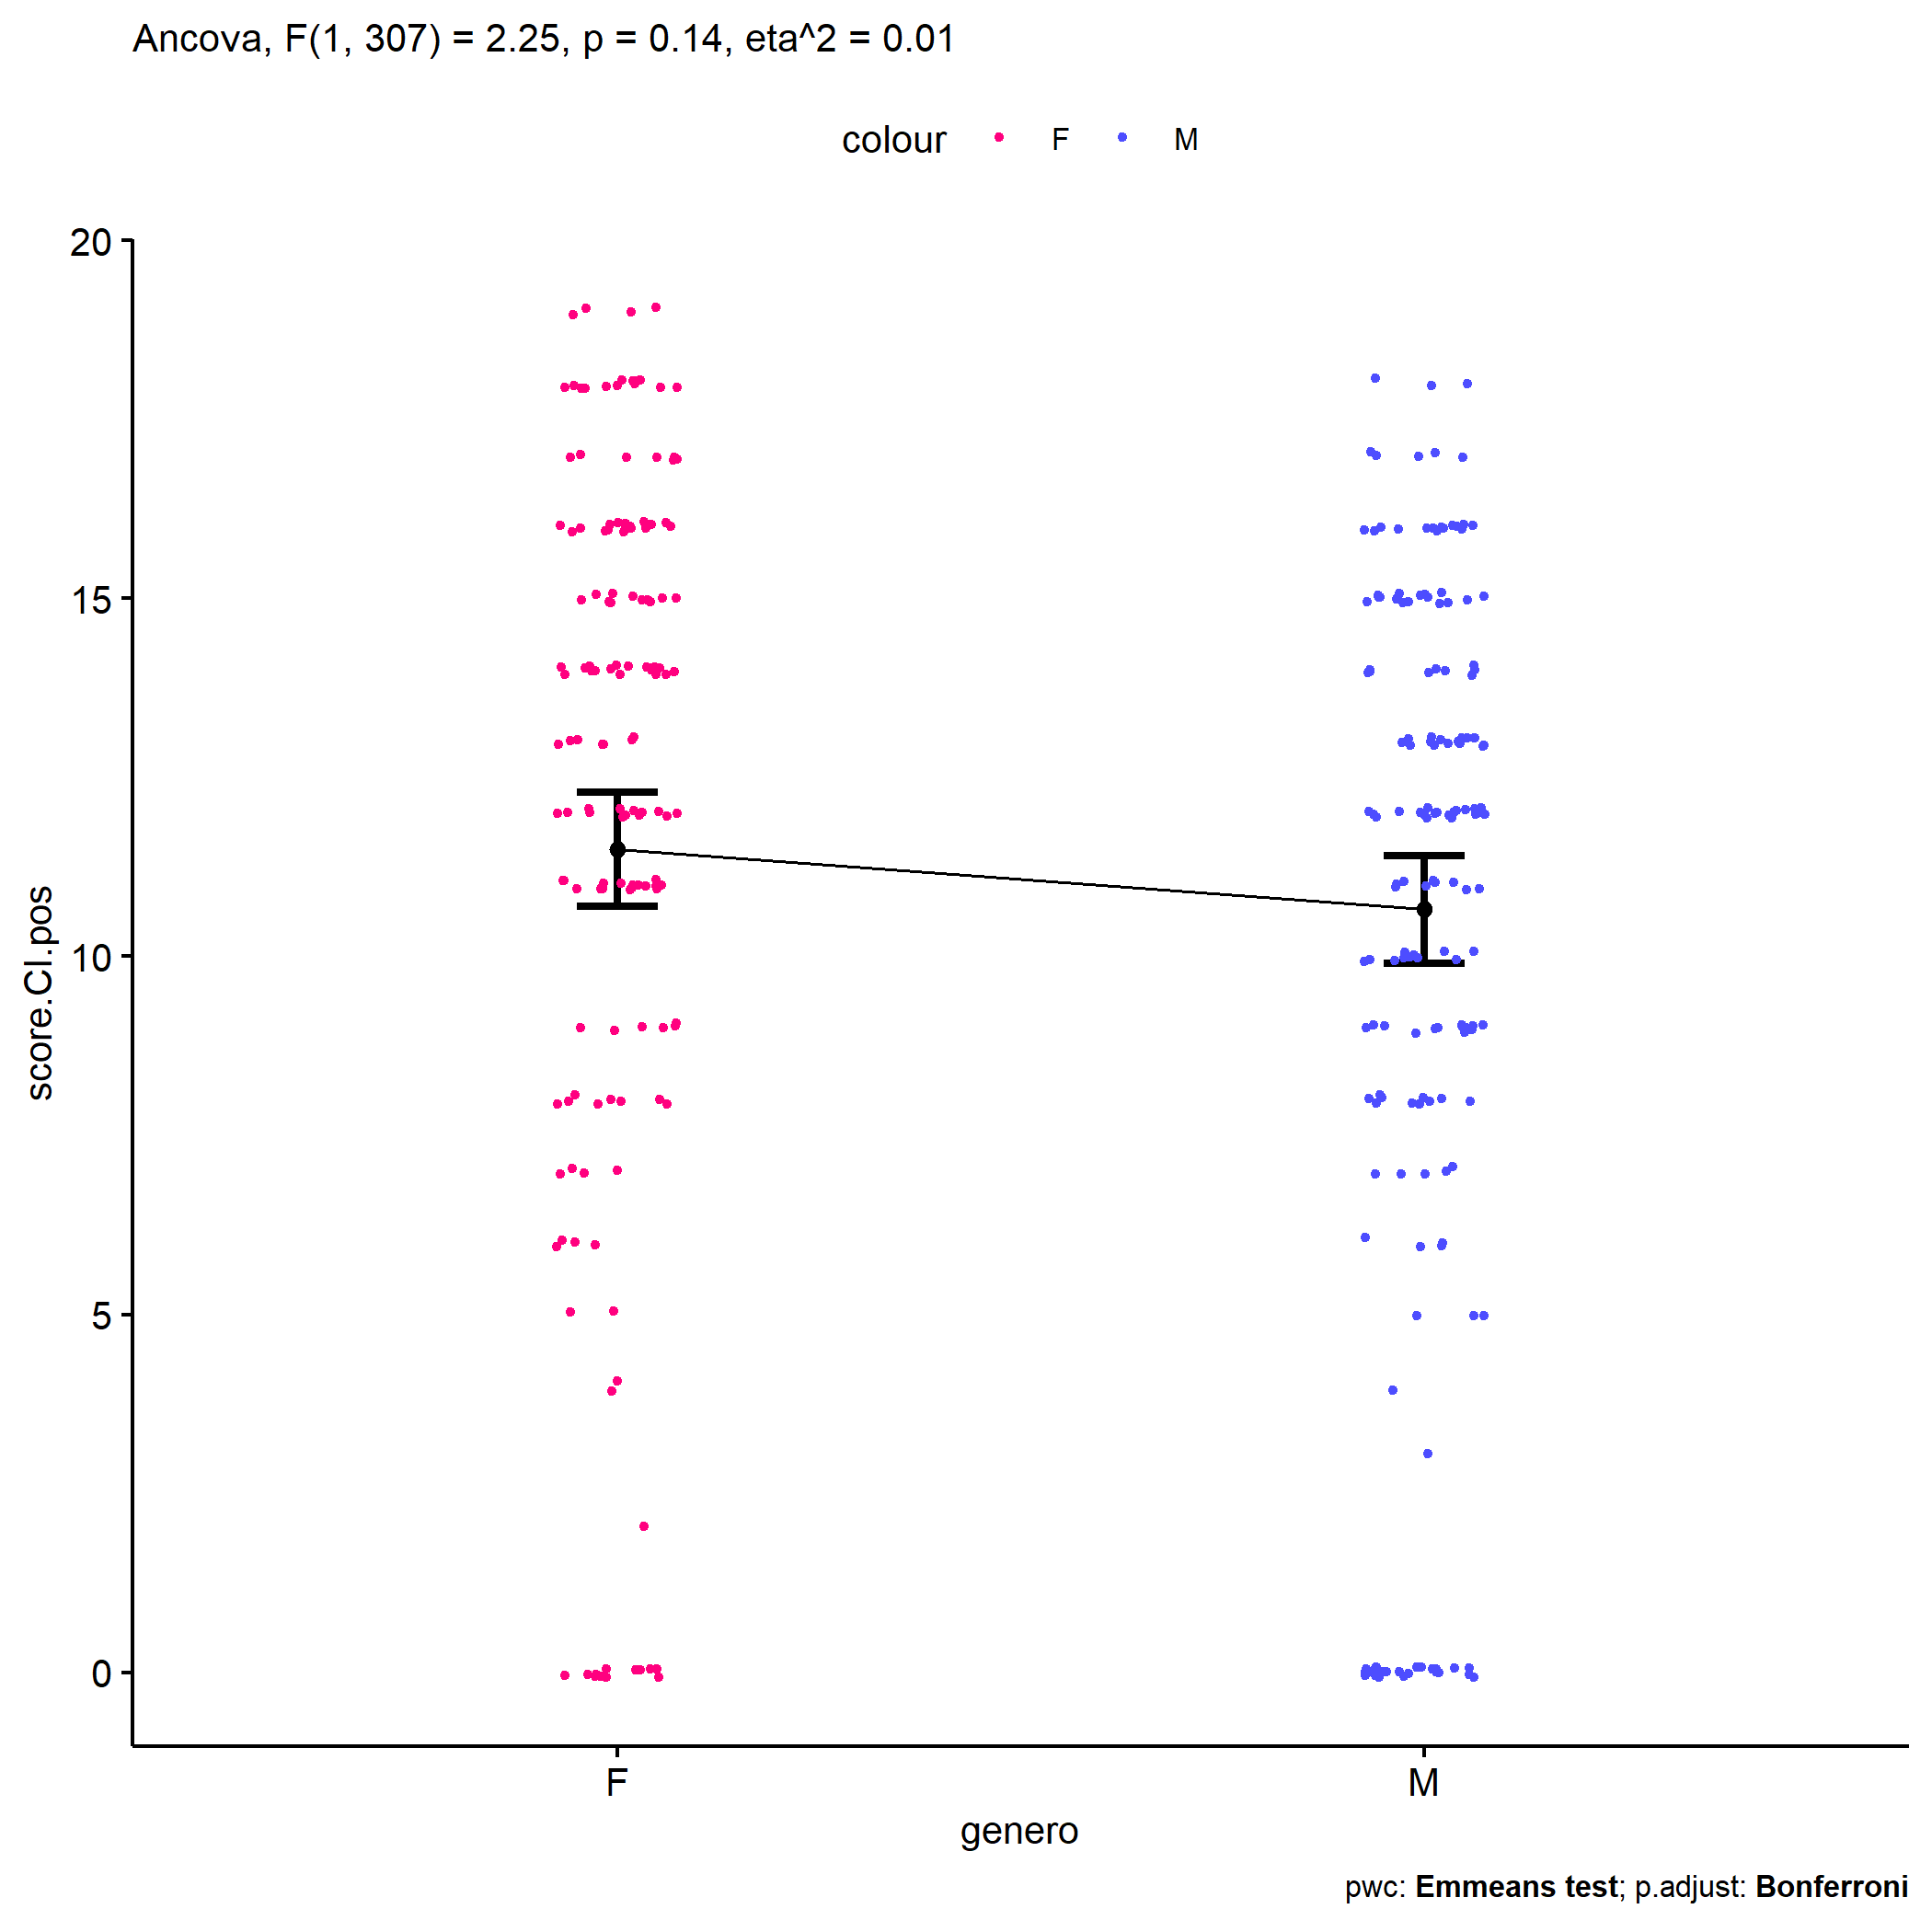 Ancova, F(1, 307) = 2.25, p = 0.14, eta^2 = 0.01
colour F M
20
15
10
5
0
score.CI.pos
F M
genero
pwc: Emmeans test; p.adjust: Bonferroni